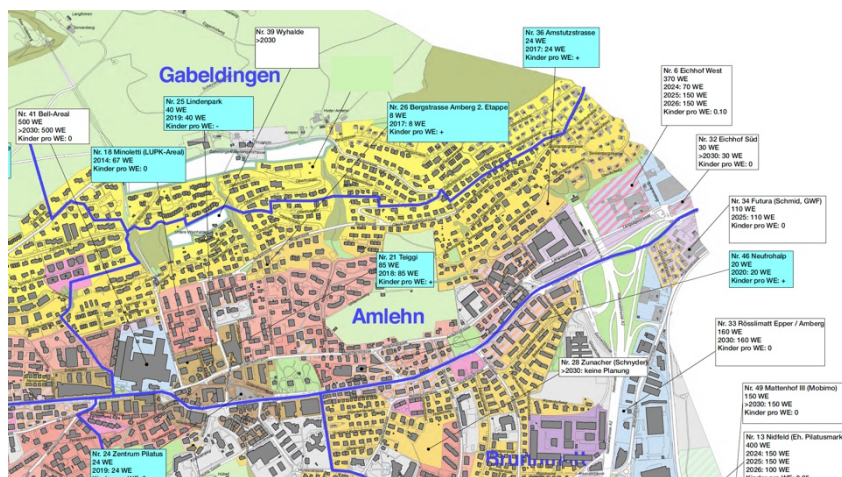 Nr. 39 Wyhalde
>2030
Nr. 36 Amstutzstrasse
24 WE
2017: 24 WE
Kinder pro WE: +
Gabeldingen
Nr. 6 Eichhof West
370 WE
2024: 70 WE
2025: 150 WE
2026: 150 WE
Kinder pro WE: 0.10
Nr. 25 Lindenpark
40 WE
2019: 40 WE
Kinder pro WE: -
Nr. 26 Bergstrasse Amberg 2. Etappe
8 WE
2017: 8 WE
Kinder pro WE: +
Nr. 41 Bell-Areal
500 WE
>2030: 500 WE
Kinder pro WE: 0
Nr. 32 Eichhof Süd
30 WE
>2030: 30 WE
Kinder pro WE: 0
Nr. 18 Minoletti (LUPK-Areal)
2014: 67 WE
Kinder pro WE: 0
Nr. 34 Futura (Schmid, GWF)
110 WE
2025: 110 WE
Kinder pro WE: 0
Nr. 21 Teiggi
85 WE
2018: 85 WE
Kinder pro WE: +
Nr. 46 Neufrohalp
20 WE
2020: 20 WE
Kinder pro WE: +
Amlehn
Nr. 33 Rösslimatt Epper / Amberg
160 WE
2030: 160 WE
Kinder pro WE: 0
Nr. 28 Zunacher (Schnyder)
>2030: keine Planung
Nr. 49 Mattenhof III (Mobimo)
150 WE
>2030: 150 WE
Kinder pro WE: 0
Nr. 24 Zentrum Pilatus
24 WE
2019: 24 WE
Nr. 13 Nidfeld (Eh. Pilatusmark
400 WE
2024: 150 WE
2025: 150 WE
2026: 100 WE